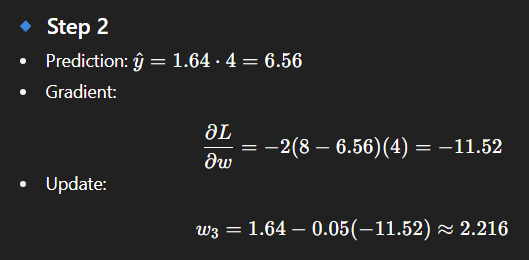 Step 2
Prediction: ŷ = 1.64 · 4 = 6.56
Gradient:
∂L/∂w = −2(8 − 6.56)(4) = −11.52
Update:
w₃ = 1.64 − 0.05(−11.52) ≈ 2.216